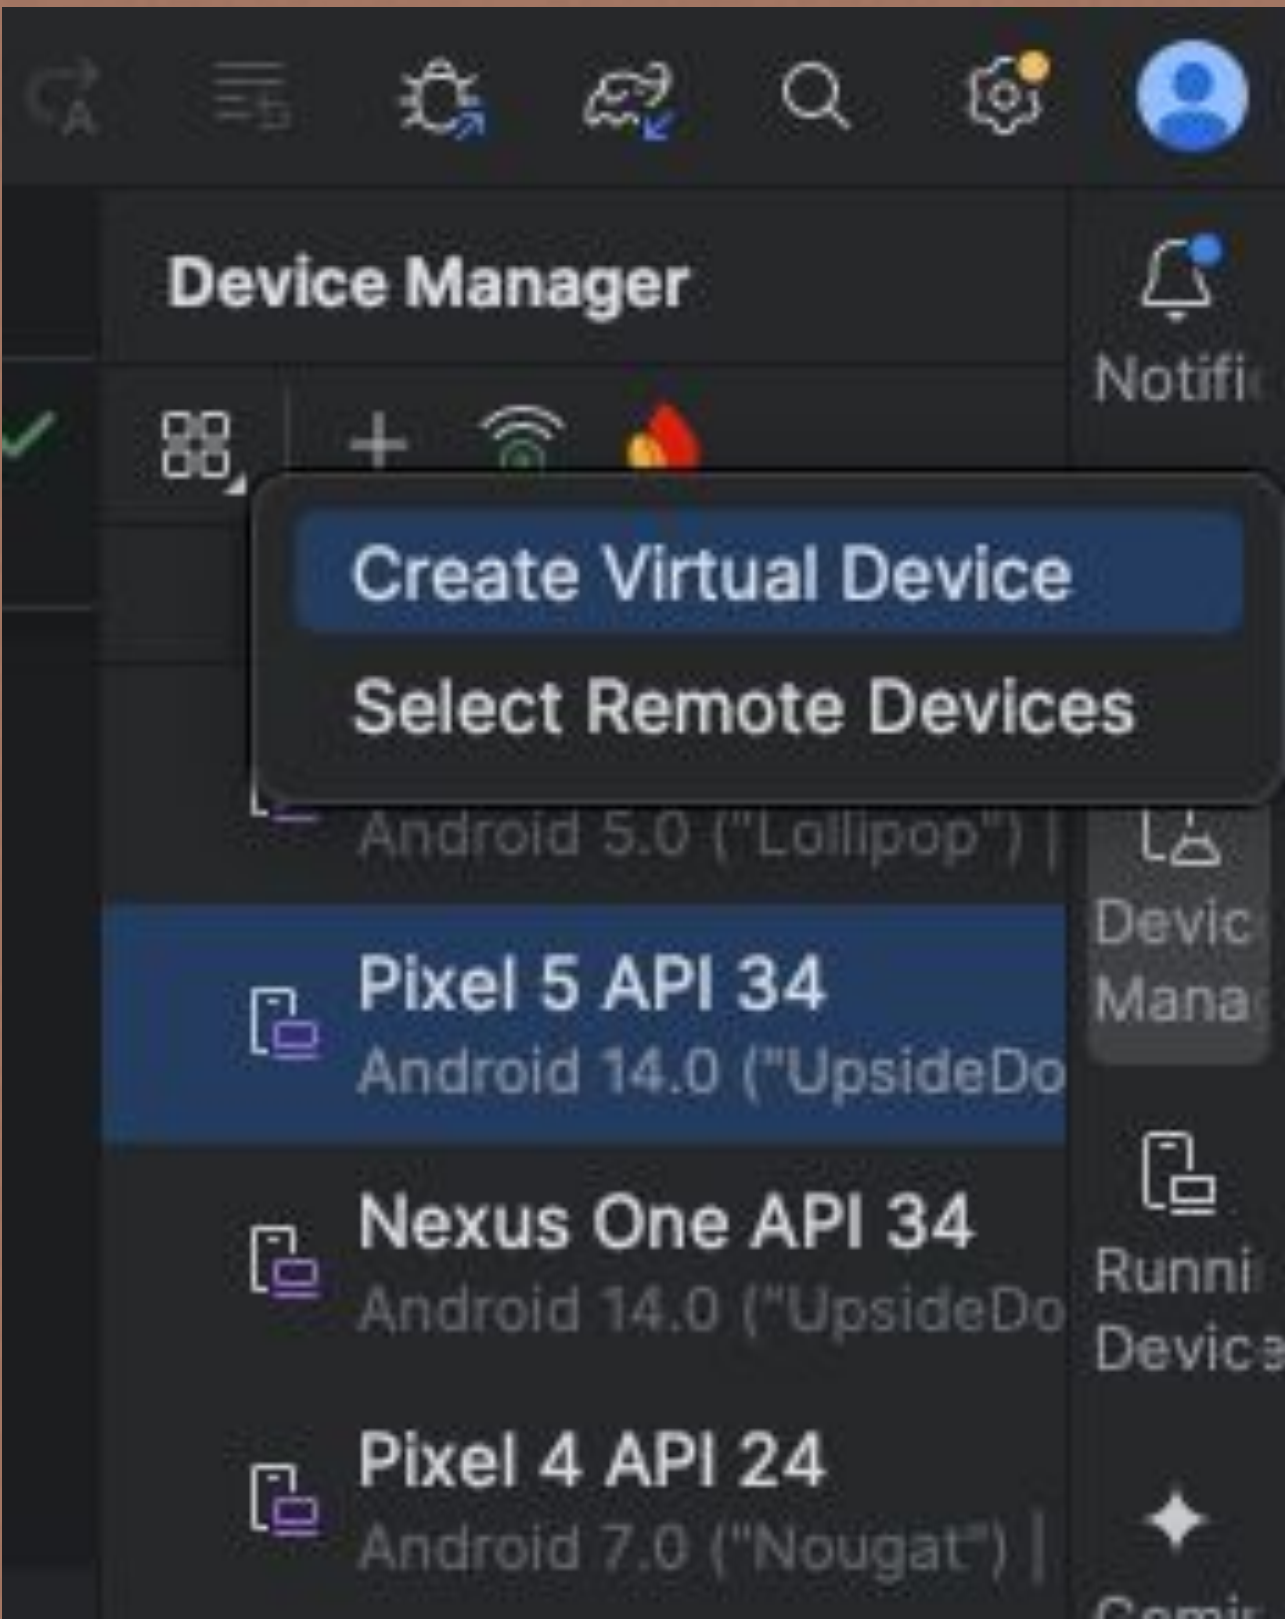 Device Manager
Notifi
Create Virtual Device
Select Remote Devices
Android 5.0 ("Lollipop") |
Devic
Mana
Pixel 5 API 34
Android 14.0 ("UpsideDo
Nexus One API 34
Android 14.0 ("UpsideDo
Runni
Device
Pixel 4 API 24
Android 7.0 ("Nougat") |